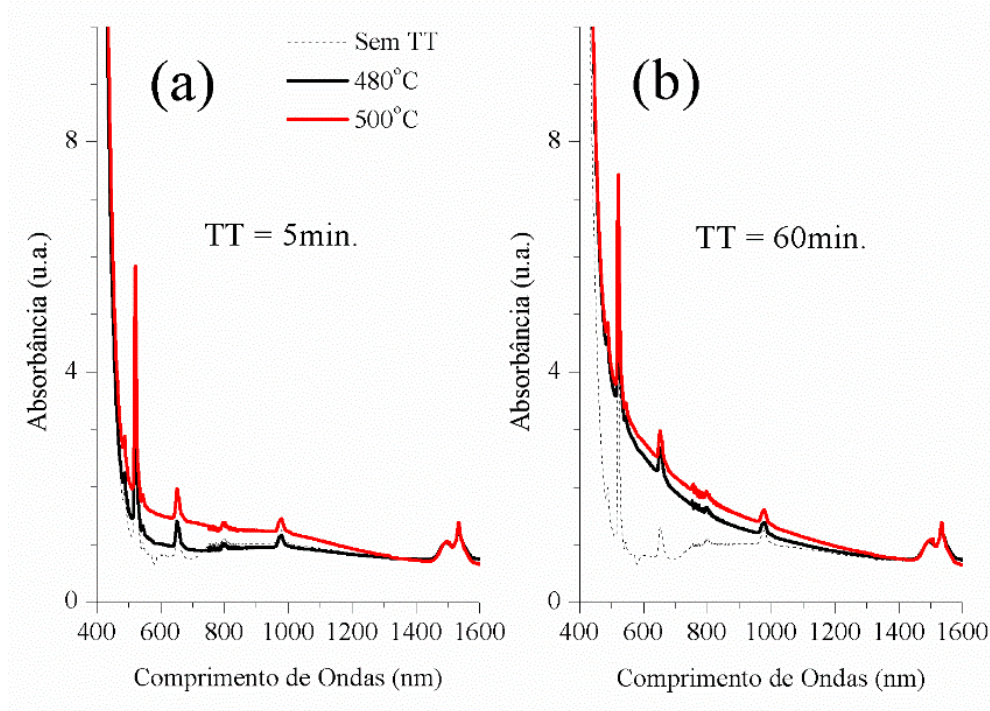 (a)
Sem TT
480°C
500°C
TT = 5min.
8
4
0
Absorbância (u.a.)
400 600 800 1000 1200 1400 1600
Comprimento de Ondas (nm)
(b)
TT = 60min.
8
4
0
Absorbância (u.a.)
400 600 800 1000 1200 1400 1600
Comprimento de Ondas (nm)